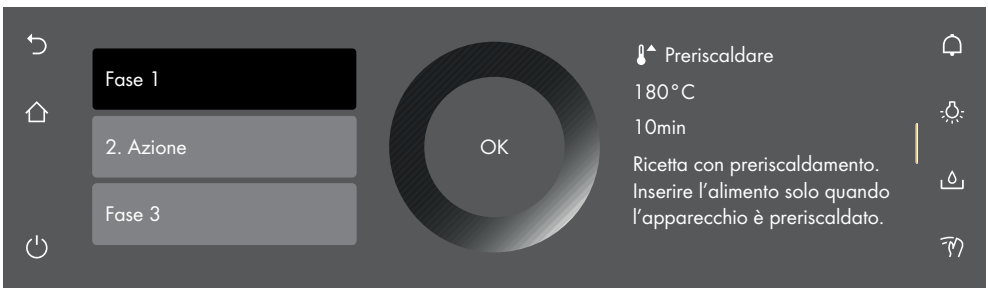 Fase 1
2. Azione
Fase 3
OK
Preriscaldare
180°C
10min
Ricetta con preriscaldamento.
Inserire l’alimento solo quando
l’apparecchio è preriscaldato.